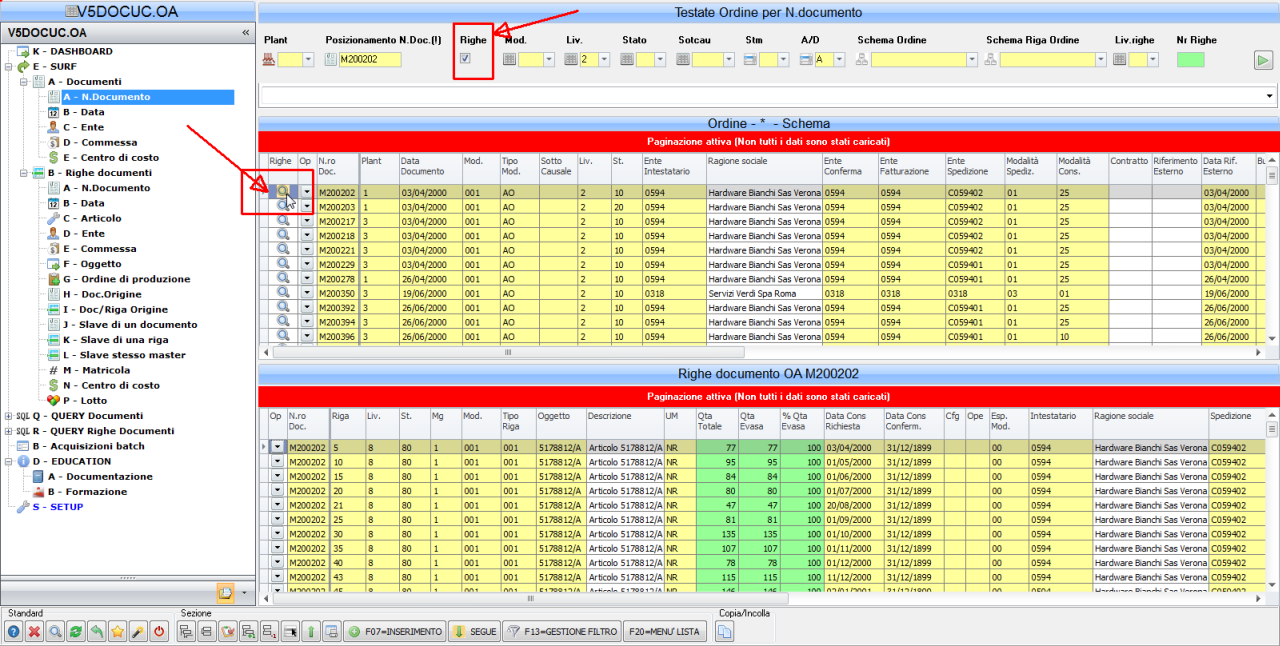 V5DOCUC.OA
V5DOCUC.OA «
K - DASHBOARD
E - SURF
A - Documenti
A - N.Documento
B - Data
C - Ente
D - Commessa
E - Centro di costo
B - Righe documenti
A - N.Documento
B - Data
C - Articolo
D - Ente
E - Commessa
F - Oggetto
G - Ordine di produzione
H - Doc.Origine
I - Doc/Riga Origine
J - Slave di un documento
K - Slave di una riga
L - Slave stesso master
# M - Matricola
N - Centro di costo
P - Lotto
SQL Q - QUERY Documenti
SQL R - QUERY Righe Documenti
B - Acquisizioni batch
D - EDUCATION
A - Documentazione
B - Formazione
S - SETUP
Testate Ordine per N.documento
Plant Posizionamento N.Doc.(!) Righe Mod. Liv. Stato Sotcau Stm A/D Schema Ordine Schema Riga Ordine Liv.righe Nr Righe
M200202 2 A
Ordine - * - Schema
Paginazione attiva (Non tutti i dati sono stati caricati)
Righe Op N.ro Doc. Plant Data Documento Mod. Tipo Mod. Sotto Causale Liv. St. Ente Intestatario Ragione sociale Ente Conferma Ente Fatturazione Ente Spedizione Modalità Spediz. Modalità Cons. Contratto Riferimento Esterno Data Rif. Esterno Bu
M200202 1 03/04/2000 001 AO 2 10 0594 Hardware Bianchi Sas Verona 0594 0594 C059402 01 25 03/04/2000
M200203 1 03/04/2000 001 AO 2 20 0594 Hardware Bianchi Sas Verona 0594 0594 C059402 01 25 03/04/2000
M200217 3 03/04/2000 001 AO 2 10 0594 Hardware Bianchi Sas Verona 0594 0594 C059402 01 25 03/04/2000
M200218 3 03/04/2000 001 AO 2 10 0594 Hardware Bianchi Sas Verona 0594 0594 C059402 01 25 03/04/2000
M200221 3 03/04/2000 001 AO 2 10 0594 Hardware Bianchi Sas Verona 0594 0594 C059402 01 25 03/04/2000
M200229 3 03/04/2000 001 AO 2 10 0594 Hardware Bianchi Sas Verona 0594 0594 C059401 01 25 03/04/2000
M200278 1 26/04/2000 001 AO 2 10 0594 Hardware Bianchi Sas Verona 0594 0594 C059402 01 25 26/04/2000
M200350 3 19/06/2000 001 AO 2 10 0318 Servizi Verdi Spa Roma 0318 0318 0318 03 01 19/06/2000
M200392 3 26/06/2000 001 AO 2 10 0594 Hardware Bianchi Sas Verona 0594 0594 C059401 01 25 26/06/2000
M200394 3 26/06/2000 001 AO 2 10 0594 Hardware Bianchi Sas Verona 0594 0594 C059401 01 25 26/06/2000
M200396 3 26/06/2000 001 AO 2 10 0594 Hardware Bianchi Sas Verona 0594 0594 C059401 01 10 26/06/2000
Righe documento OA M200202
Paginazione attiva (Non tutti i dati sono stati caricati)
Op N.ro Doc. Riga Liv. St. Mg Mod. Tipo Riga Oggetto Descrizione UM Qta Totale Qta Evasa % Qta Evasa Data Cons Richiesta Data Cons Conferm. Cfg Ope Esp. Mod. Intestatario Ragione sociale Spedizione
M200202 5 8 80 1 001 001 5178812/A Articolo 5178812/A NR 77 77 100 03/04/2000 31/12/1899 00 0594 Hardware Bianchi Sas Verona C059402
M200202 10 8 80 1 001 001 5178812/A Articolo 5178812/A NR 95 95 100 01/05/2000 31/12/1899 00 0594 Hardware Bianchi Sas Verona C059402
M200202 15 8 80 1 001 001 5178812/A Articolo 5178812/A NR 84 84 100 01/06/2000 31/12/1899 00 0594 Hardware Bianchi Sas Verona C059402
M200202 20 8 80 1 001 001 5178812/A Articolo 5178812/A NR 80 80 100 01/07/2000 31/12/1899 00 0594 Hardware Bianchi Sas Verona C059402
M200202 21 8 80 1 001 001 5178812/A Articolo 5178812/A NR 47 47 100 20/08/2000 31/12/1899 00 0594 Hardware Bianchi Sas Verona C059402
M200202 25 8 80 1 001 001 5178812/A Articolo 5178812/A NR 81 81 100 01/09/2000 31/12/1899 00 0594 Hardware Bianchi Sas Verona C059402
M200202 30 8 80 1 001 001 5178812/A Articolo 5178812/A NR 135 135 100 01/10/2000 31/12/1899 00 0594 Hardware Bianchi Sas Verona C059402
M200202 35 8 80 1 001 001 5178812/A Articolo 5178812/A NR 107 107 100 01/11/2000 31/12/1899 00 0594 Hardware Bianchi Sas Verona C059402
M200202 40 8 80 1 001 001 5178812/A Articolo 5178812/A NR 78 78 100 01/12/2000 31/12/1899 00 0594 Hardware Bianchi Sas Verona C059402
M200202 43 8 80 1 001 001 5178812/A Articolo 5178812/A NR 115 115 100 11/12/2000 31/12/1899 00 0594 Hardware Bianchi Sas Verona C059402
M200202 45 8 80 1 001 001 5178812/A Articolo 5178812/A NR 146 146 100 02/01/2001 31/12/1899 00 0594 Hardware Bianchi Sas Verona C059402
Standard Sezione Copia/Incolla
F07=INSERIMENTO SEGUE F13=GESTIONE FILTRO F20=MENU' LISTA